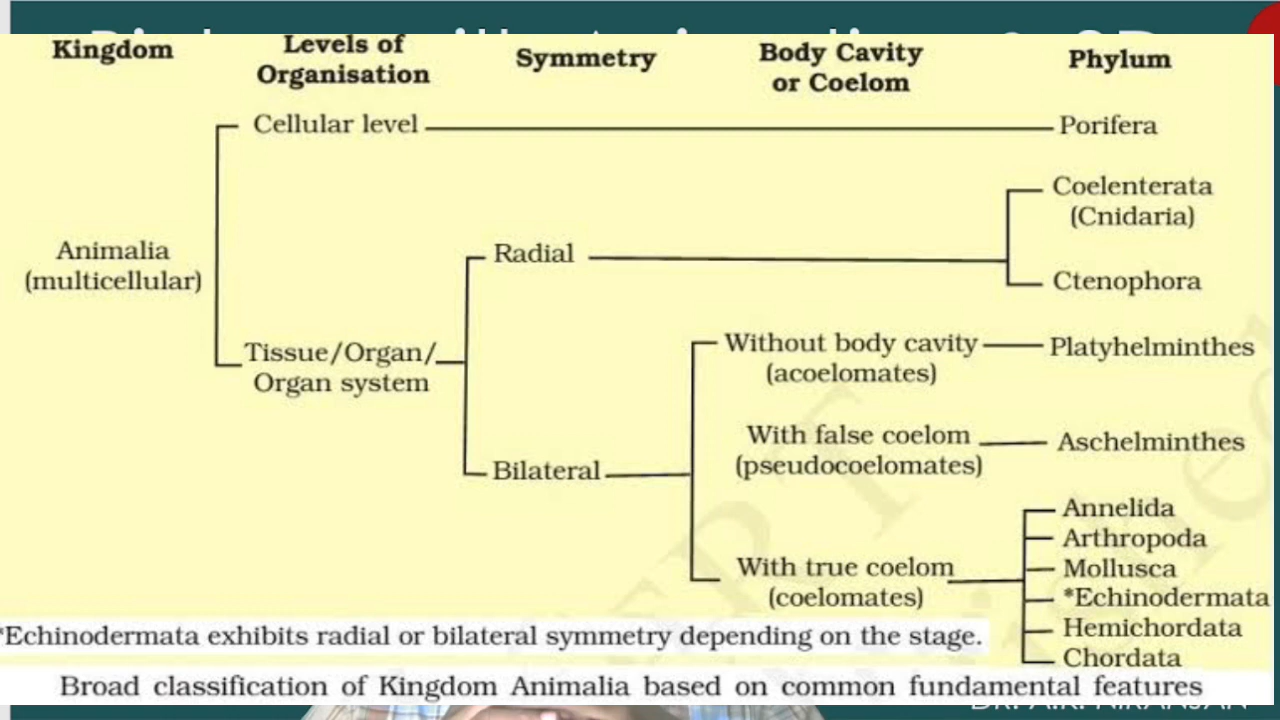 Kingdom
Levels of
Organisation
Symmetry
Body Cavity
or Coelom
Phylum
Cellular level
Porifera
Coelenterata
(Cnidaria)
Animalia
(multicellular)
Radial
Ctenophora
Tissue/Organ/
Organ system
Without body cavity
(acoelomates)
Platyhelminthes
With false coelom
(pseudocoelomates)
Aschelminthes
Bilateral
Annelida
Arthropoda
With true coelom
(coelomates)
Mollusca
*Echinodermata
Hemichordata
Chordata
*Echinodermata exhibits radial or bilateral symmetry depending on the stage.
Broad classification of Kingdom Animalia based on common fundamental features